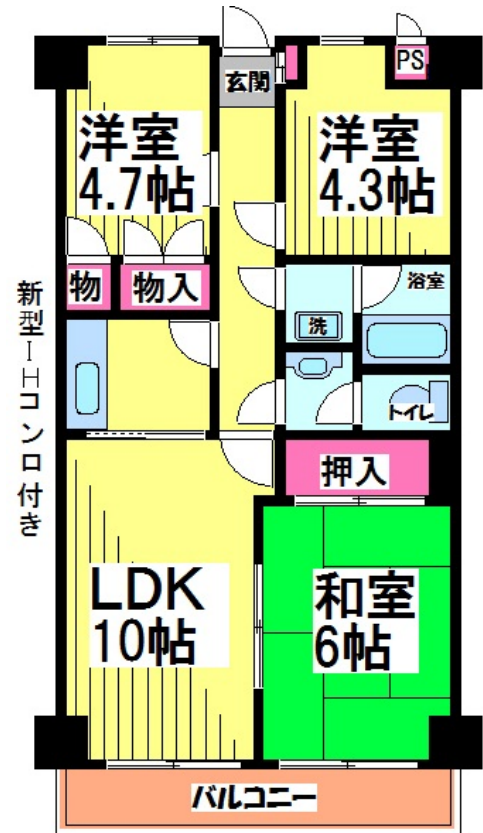 玄関
PS
洋室
4.7帖
洋室
4.3帖
物
物入
浴室
洗
トイレ
新型IHコンロ付き
押入
LDK
10帖
和室
6帖
バルコニー